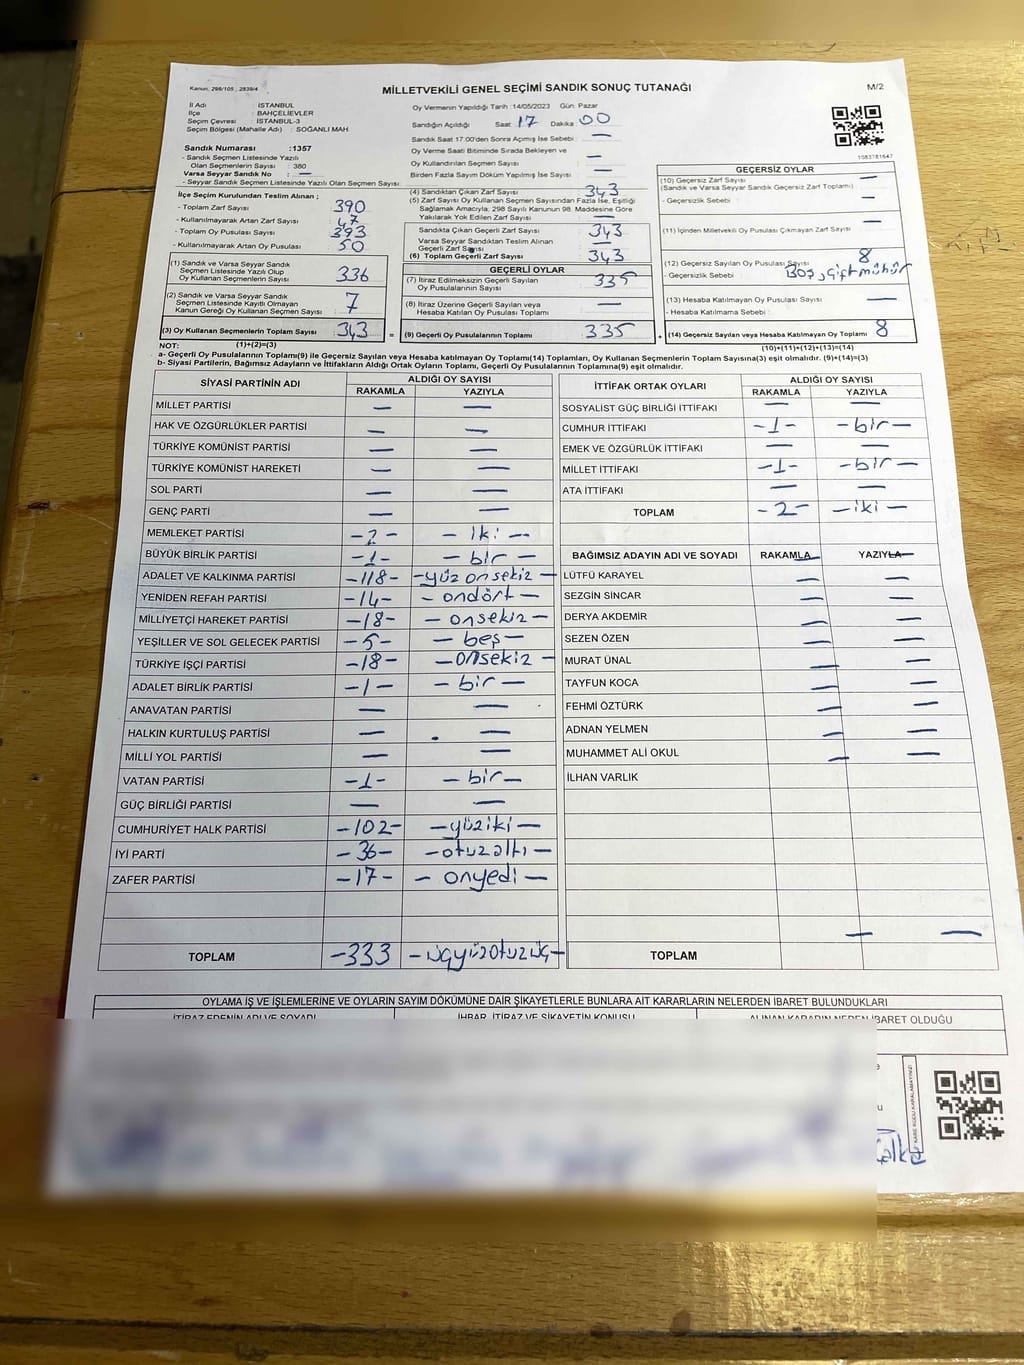 Kanun, 298/105 , 2839/4
MİLLETVEKİLİ GENEL SEÇİMİ SANDIK SONUÇ TUTANAĞI
M/2
İl Adı : İSTANBUL
İlçe : BAHÇELİEVLER
Seçim Çevresi : İSTANBUL-3
Seçim Bölgesi (Mahalle Adı) : SOĞANLI MAH.
Sandık Numarası :1357
- Sandık Seçmen Listesinde Yazılı
Olan Seçmenlerin Sayısı : 380
Varsa Seyyar Sandık No : —
- Seyyar Sandık Seçmen Listesinde Yazılı Olan Seçmen Sayısı:
Oy Vermenin Yapıldığı Tarih :14/05/2023 Gün: Pazar
Sandığın Açıldığı Saat: 17 Dakika 00
Sandık Saat 17:00'den Sonra Açılmış İse Sebebi : —
Oy Verme Saati Bitiminde Sırada Bekleyen ve
Oy Kullandırılan Seçmen Sayısı : —
Birden Fazla Sayım Döküm Yapılmış İse Sayısı : —
1083781647
İlçe Seçim Kurulundan Teslim Alınan ;
- Toplam Zarf Sayısı : 390
- Kullanılmayarak Artan Zarf Sayısı : 47
- Toplam Oy Pusulası Sayısı : 393
- Kullanılmayarak Artan Oy Pusulası : 50
(4) Sandıktan Çıkan Zarf Sayısı : 343
(5) Zarf Sayısı Oy Kullanan Seçmen Sayısından Fazla İse, Eşitliği
Sağlamak Amacıyla; 298 Sayılı Kanunun 98. Maddesine Göre
Yakılarak Yok Edilen Zarf Sayısı : —
Sandıkta Çıkan Geçerli Zarf Sayısı : 343
Varsa Seyyar Sandıktan Teslim Alınan
Geçerli Zarf Sayısı : —
(6) Toplam Geçerli Zarf Sayısı : 343
GEÇERSİZ OYLAR
(10) Geçersiz Zarf Sayısı : —
(Sandık ve Varsa Seyyar Sandık Geçersiz Zarf Toplamı)
- Geçersizlik Sebebi : —
(11) İçinden Milletvekili Oy Pusulası Çıkmayan Zarf Sayısı : —
(12) Geçersiz Sayılan Oy Pusulası Sayısı : 8
- Geçersizlik Sebebi : Boş, Çift mühür
(13) Hesaba Katılmayan Oy Pusulası Sayısı : —
- Hesaba Katılmama Sebebi :
(14) Geçersiz Sayılan veya Hesaba Katılmayan Oy Toplamı : 8
(10)+(11)+(12)+(13)=(14)
(1) Sandık ve Varsa Seyyar Sandık
Seçmen Listesinde Yazılı Olup
Oy Kullanan Seçmenlerin Sayısı : 336
(2) Sandık ve Varsa Seyyar Sandık
Seçmen Listesinde Kayıtlı Olmayan
Kanun Gereği Oy Kullanan Seçmen Sayısı : 7
(3) Oy Kullanan Seçmenlerin Toplam Sayısı : 343 =
(1)+(2)=(3)
GEÇERLİ OYLAR
(7) İtiraz Edilmeksizin Geçerli Sayılan
Oy Pusulalarının Sayısı : 335
(8) İtiraz Üzerine Geçerli Sayılan veya
Hesaba Katılan Oy Pusulası Toplamı : —
(9) Geçerli Oy Pusulalarının Toplamı : 335 +
NOT:
a- Geçerli Oy Pusulalarının Toplamı(9) ile Geçersiz Sayılan veya Hesaba katılmayan Oy Toplamı(14) Toplamları, Oy Kullanan Seçmenlerin Toplam Sayısına(3) eşit olmalıdır. (9)+(14)=(3)
b- Siyasi Partilerin, Bağımsız Adayların ve İttifakların Aldığı Ortak Oyların Toplamı, Geçerli Oy Pusulalarının Toplamına(9) eşit olmalıdır.
SİYASİ PARTİNİN ADI ALDIĞI OY SAYISI
RAKAMLA YAZIYLA
MİLLET PARTİSİ — —
HAK VE ÖZGÜRLÜKLER PARTİSİ — —
TÜRKİYE KOMÜNİST PARTİSİ — —
TÜRKİYE KOMÜNİST HAREKETİ — —
SOL PARTİ — —
GENÇ PARTİ — —
MEMLEKET PARTİSİ -2- - iki -
BÜYÜK BİRLİK PARTİSİ -1- - bir -
ADALET VE KALKINMA PARTİSİ -118- - yüz onsekiz -
YENİDEN REFAH PARTİSİ -14- - ondört -
MİLLİYETÇİ HAREKET PARTİSİ -18- - onsekiz -
YEŞİLLER VE SOL GELECEK PARTİSİ -5- - beş -
TÜRKİYE İŞÇİ PARTİSİ -18- - onsekiz -
ADALET BİRLİK PARTİSİ -1- - bir -
ANAVATAN PARTİSİ — —
HALKIN KURTULUŞ PARTİSİ — —
MİLLİ YOL PARTİSİ — —
VATAN PARTİSİ -1- - bir -
GÜÇ BİRLİĞİ PARTİSİ — —
CUMHURİYET HALK PARTİSİ -102- - yüziki -
İYİ PARTİ -36- - otuzaltı -
ZAFER PARTİSİ -17- - onyedi -
TOPLAM -333 - üçyüzotuzüç -
İTTİFAK ORTAK OYLARI ALDIĞI OY SAYISI
RAKAMLA YAZIYLA
SOSYALİST GÜÇ BİRLİĞİ İTTİFAKI — —
CUMHUR İTTİFAKI -1- - bir -
EMEK VE ÖZGÜRLÜK İTTİFAKI — —
MİLLET İTTİFAKI -1- - bir -
ATA İTTİFAKI — —
TOPLAM -2- - iki -
BAĞIMSIZ ADAYIN ADI VE SOYADI RAKAMLA YAZIYLA
LÜTFÜ KARAYEL — —
SEZGİN SİNCAR — —
DERYA AKDEMİR — —
SEZEN ÖZEN — —
MURAT ÜNAL — —
TAYFUN KOCA — —
FEHMİ ÖZTÜRK — —
ADNAN YELMEN — —
MUHAMMET ALİ OKUL — —
İLHAN VARLIK
TOPLAM — —
OYLAMA İŞ VE İŞLEMLERİNE VE OYLARIN SAYIM DÖKÜMÜNE DAİR ŞİKAYETLERLE BUNLARA AİT KARARLARIN NELERDEN İBARET BULUNDUKLARI
İTİRAZ EDENİN ADI VE SOYADI İHBAR, İTİRAZ VE ŞİKAYETİN KONUSU ALINAN KARARIN NEDEN İBARET OLDUĞU